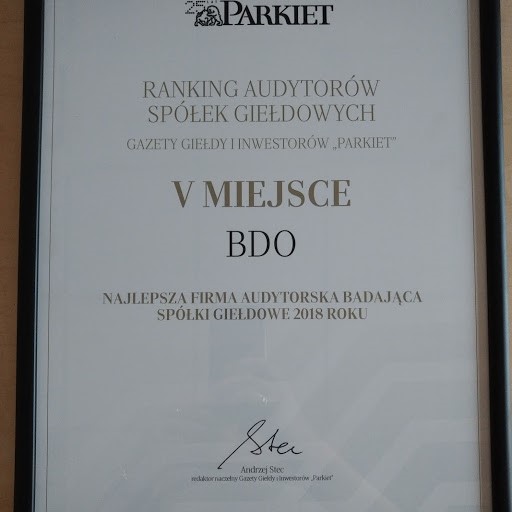 25 PARKIET
RANKING AUDYTORÓW
SPÓŁEK GIEŁDOWYCH
GAZETY GIEŁDY I INWESTORÓW „PARKIET”
V MIEJSCE
BDO
NAJLEPSZA FIRMA AUDYTORSKA BADAJĄCA
SPÓŁKI GIEŁDOWE 2018 ROKU
Stec
Andrzej Stec
redaktor naczelny Gazety Giełdy i Inwestorów „Parkiet”